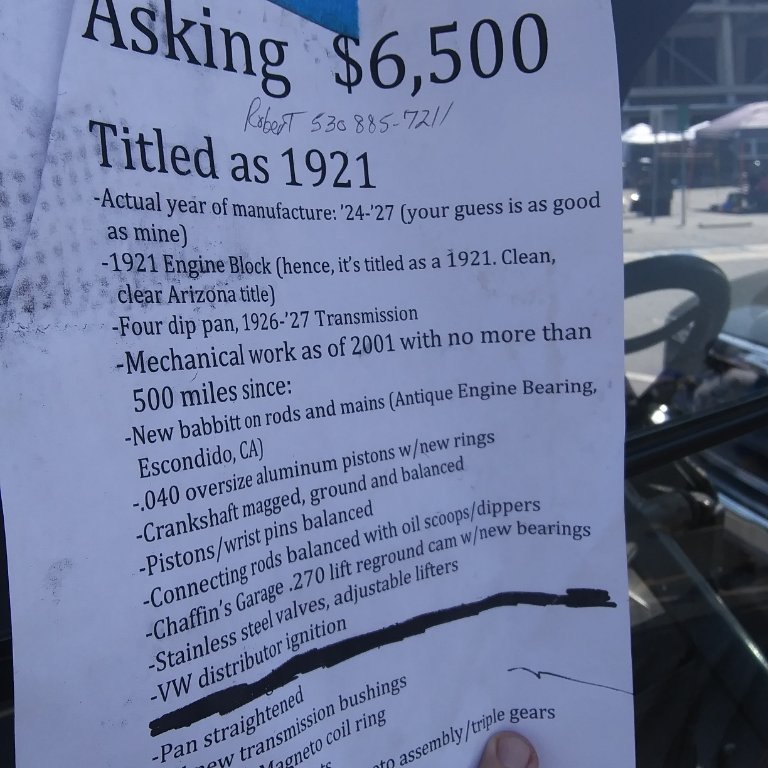 Asking $6,500
Robert 530 885-7211
Titled as 1921
-Actual year of manufacture: '24-'27 (your guess is as good
as mine)
-1921 Engine Block (hence, it's titled as a 1921. Clean,
clear Arizona title)
-Four dip pan, 1926-'27 Transmission
-Mechanical work as of 2001 with no more than
500 miles since:
-New babbitt on rods and mains (Antique Engine Bearing,
Escondido, CA)
-.040 oversize aluminum pistons w/new rings
-Crankshaft magged, ground and balanced
-Pistons/wrist pins balanced
-Connecting rods balanced with oil scoops/dippers
-Chaffin's Garage .270 lift reground cam w/new bearings
-Stainless steel valves, adjustable lifters
-VW distributor ignition
-Pan straightened
new transmission bushings
Magneto coil ring
assembly/triple gears